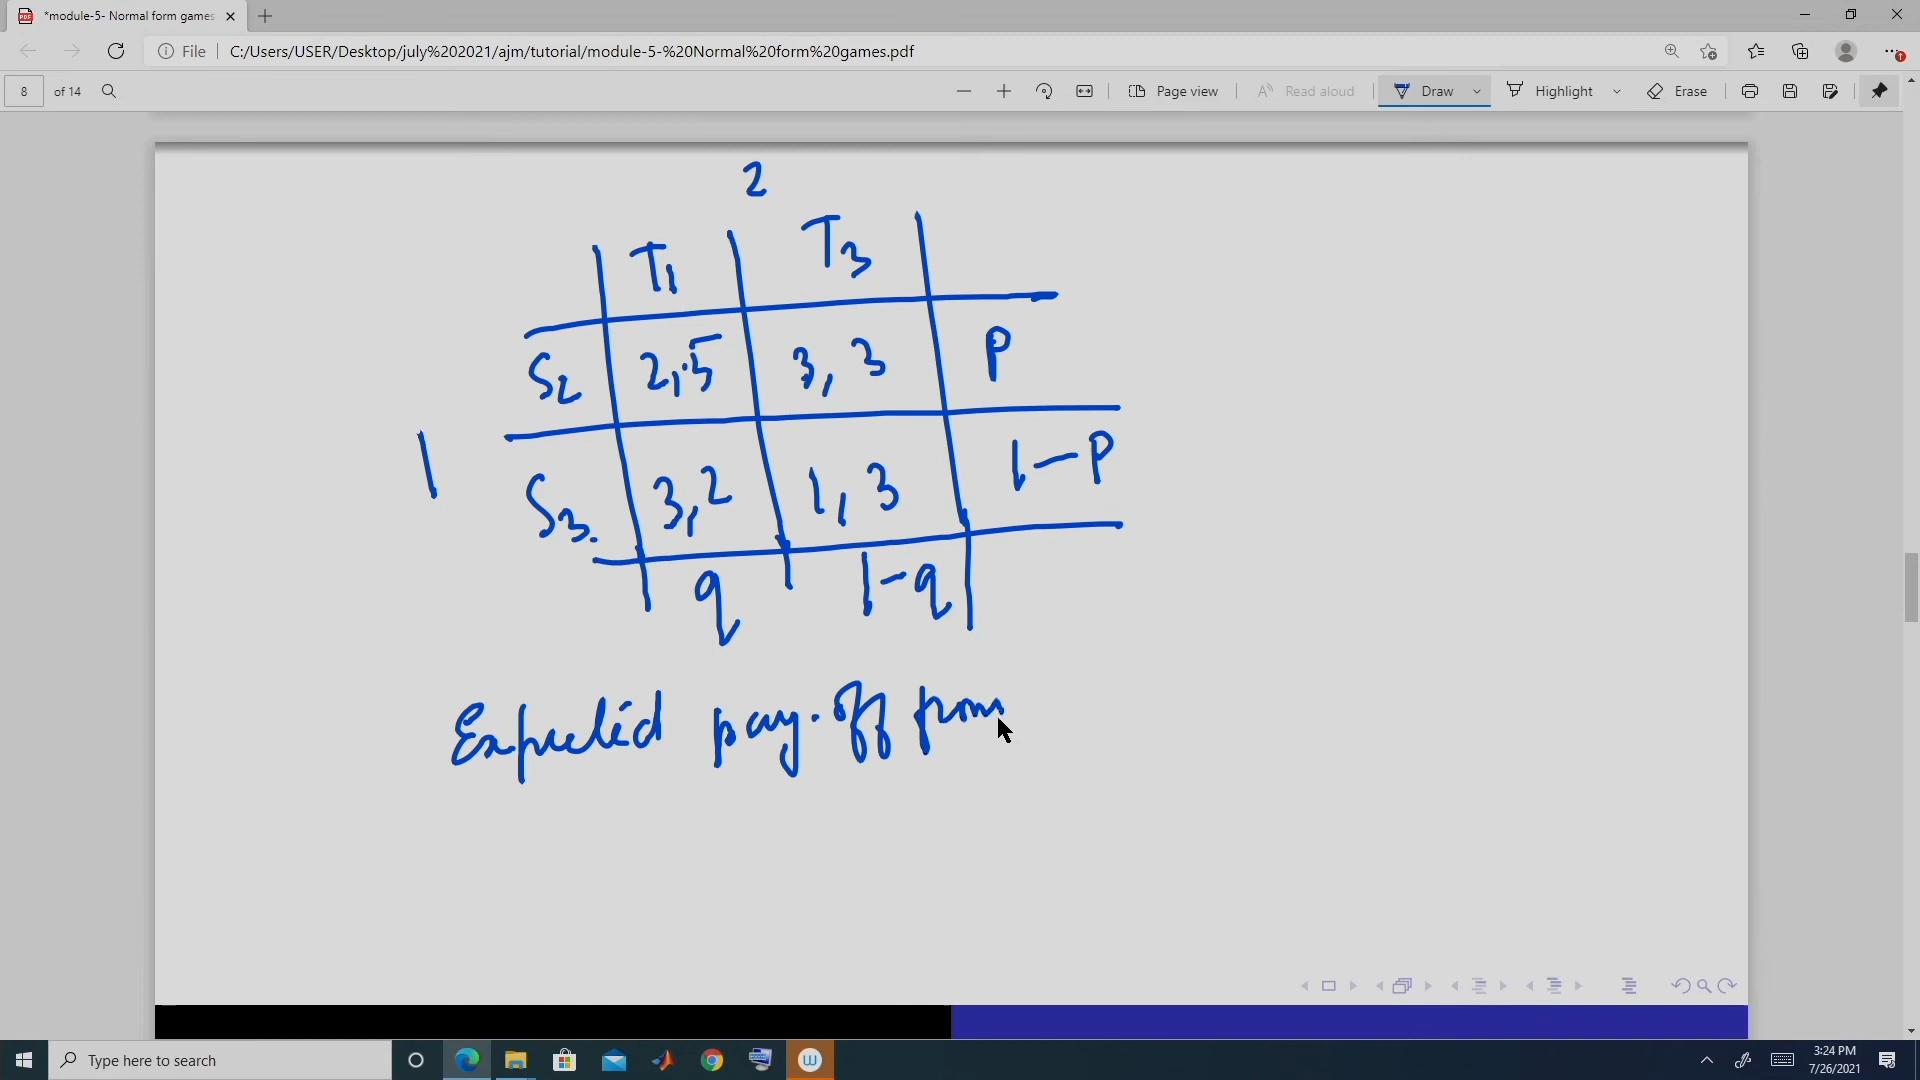 *module-5- Normal form games
File C:/Users/USER/Desktop/july%202021/ajm/tutorial/module-5-%20Normal%20form%20games.pdf
8 of 14 Page view Read aloud Draw Highlight Erase
2
T1 T3
S2 2,5 3, 3 P
1
S3 3,2 1, 3 1-P
q 1-q
Expected pay-off from
Type here to search
3:24 PM
7/26/2021